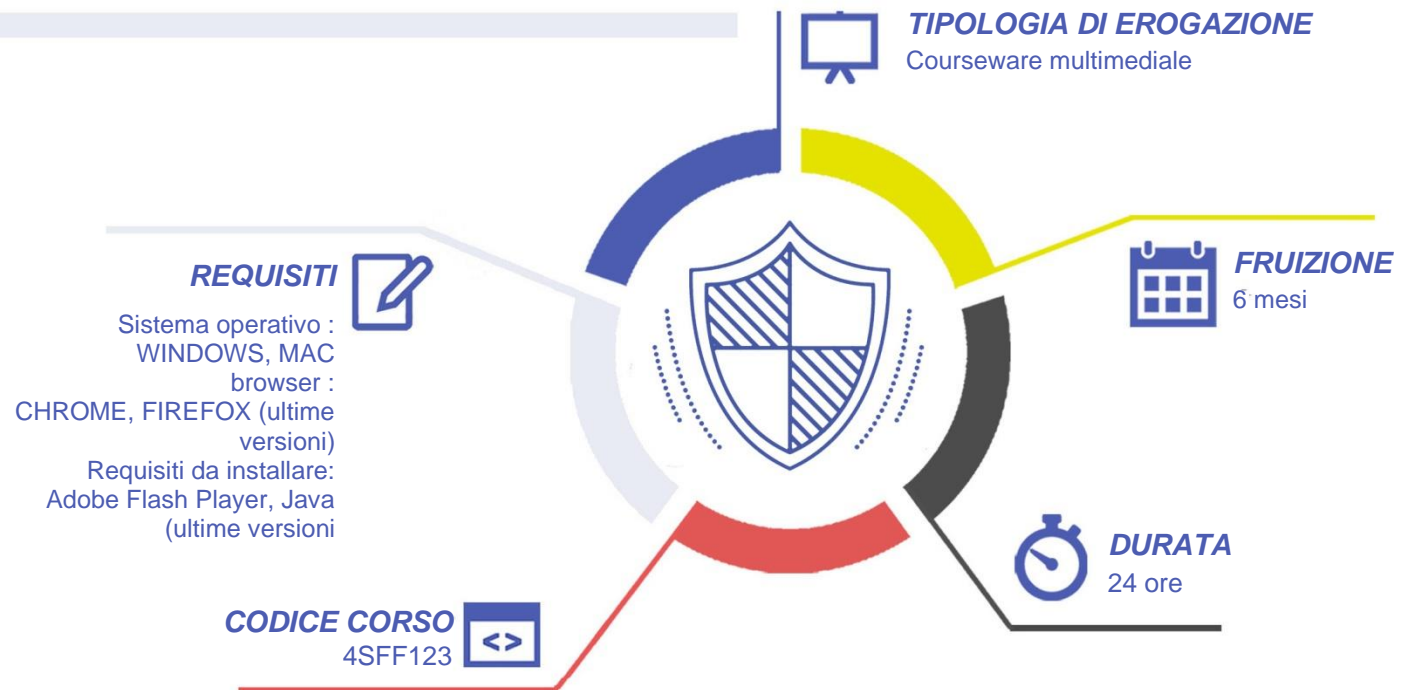 TIPOLOGIA DI EROGAZIONE
Courseware multimediale
REQUISITI
Sistema operativo :
WINDOWS, MAC
browser :
CHROME, FIREFOX (ultime
versioni)
Requisiti da installare:
Adobe Flash Player, Java
(ultime versioni
FRUIZIONE
6 mesi
DURATA
24 ore
CODICE CORSO
4SFF123
<>